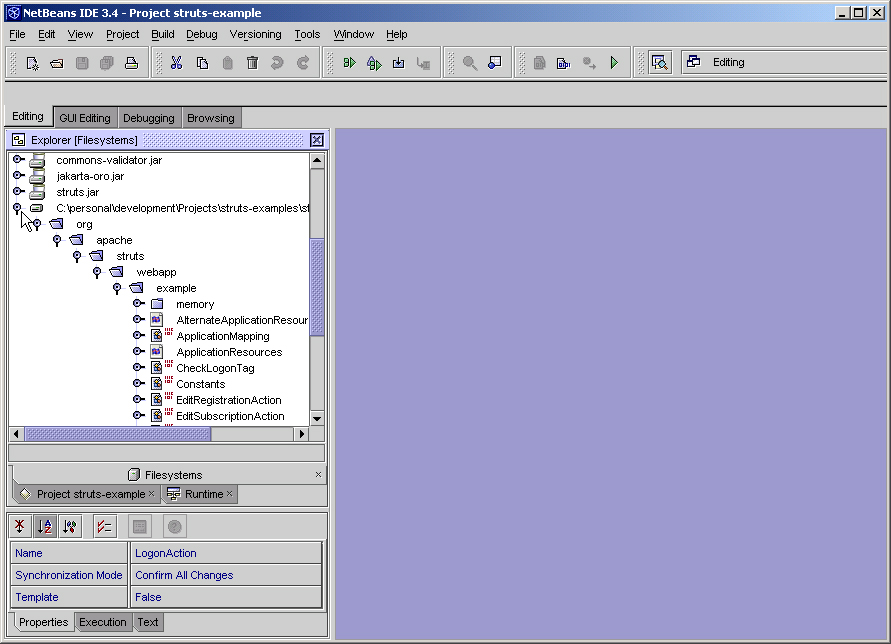 NetBeans IDE 3.4 - Project struts-example
File Edit View Project Build Debug Versioning Tools Window Help
Editing
Editing GUI Editing Debugging Browsing
Explorer [Filesystems]
commons-validator.jar
jakarta-oro.jar
struts.jar
C:\personal\development\Projects\struts-examples\st
org
apache
struts
webapp
example
memory
AlternateApplicationResour
ApplicationMapping
ApplicationResources
CheckLogonTag
Constants
EditRegistrationAction
EditSubscriptionAction
Filesystems
Project struts-example Runtime
Name LogonAction
Synchronization Mode Confirm All Changes
Template False
Properties Execution Text